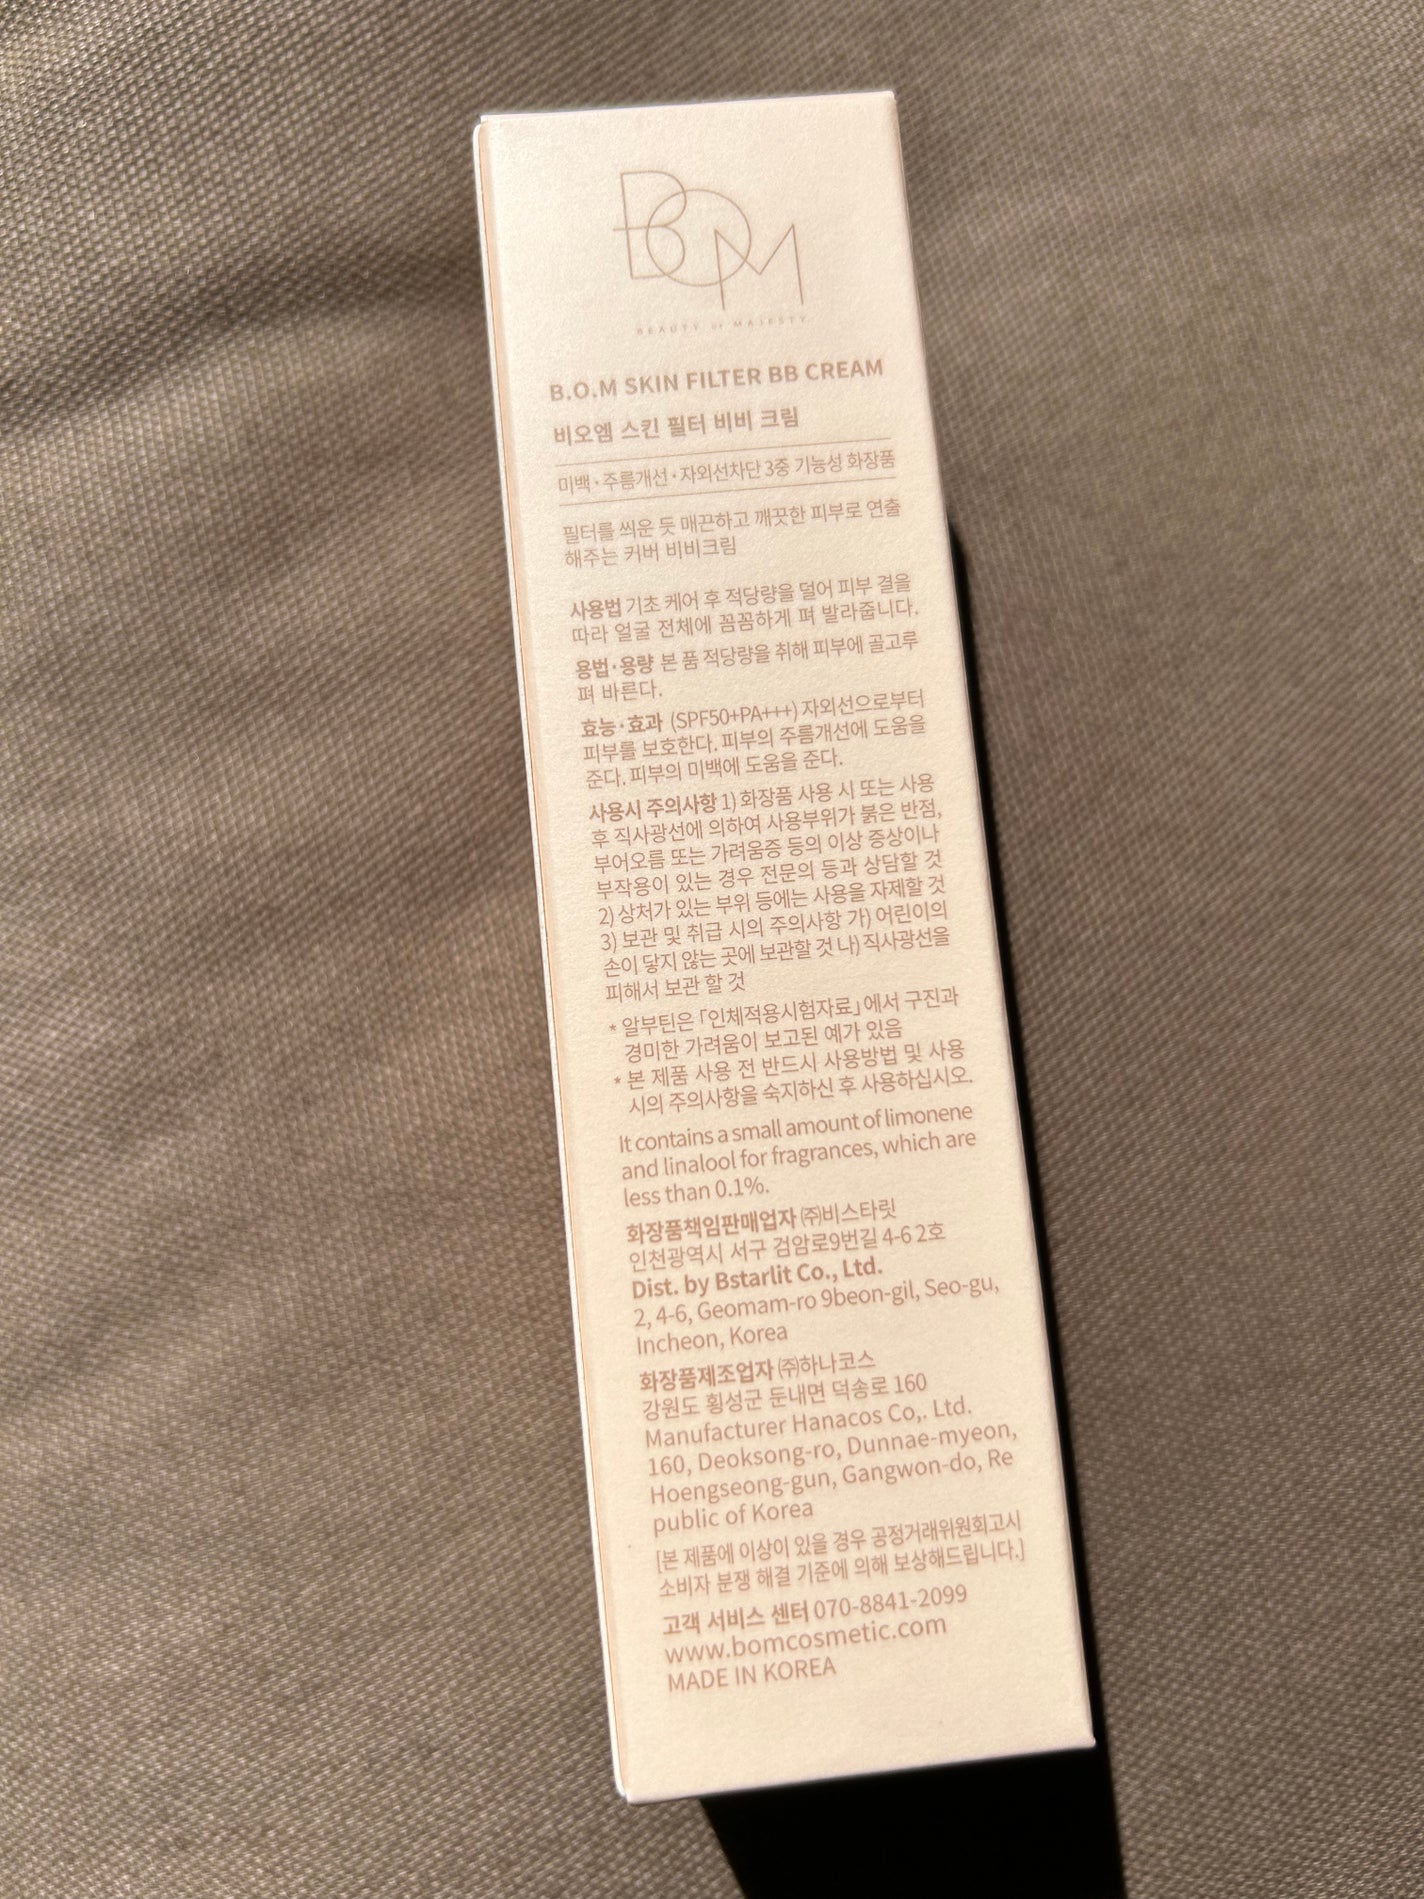 BOM
BEAUTY of MAJESTY
B.O.M SKIN FILTER BB CREAM
비오엠 스킨 필터 비비 크림
미백·주름개선·자외선차단 3중 기능성 화장품
필터를 씌운 듯 매끈하고 깨끗한 피부로 연출
해주는 커버 비비크림
사용법 기초 케어 후 적당량을 덜어 피부 결을
따라 얼굴 전체에 꼼꼼하게 펴 발라줍니다.
용법·용량 본 품 적당량을 취해 피부에 골고루
펴 바른다.
효능·효과 (SPF50+PA+++) 자외선으로부터
피부를 보호한다. 피부의 주름개선에 도움을
준다. 피부의 미백에 도움을 준다.
사용시 주의사항 1) 화장품 사용 시 또는 사용
후 직사광선에 의하여 사용부위가 붉은 반점,
부어오름 또는 가려움증 등의 이상 증상이나
부작용이 있는 경우 전문의 등과 상담할 것
2) 상처가 있는 부위 등에는 사용을 자제할 것
3) 보관 및 취급 시의 주의사항 가) 어린이의
손이 닿지 않는 곳에 보관할 것 나) 직사광선을
피해서 보관 할 것
* 알부틴은 「인체적용시험자료」에서 구진과
경미한 가려움이 보고된 예가 있음
* 본 제품 사용 전 반드시 사용방법 및 사용
시의 주의사항을 숙지하신 후 사용하십시오.
It contains a small amount of limonene
and linalool for fragrances, which are
less than 0.1%.
화장품책임판매업자 ㈜비스타릿
인천광역시 서구 검암로9번길 4-6 2호
Dist. by Bstarlit Co., Ltd.
2, 4-6, Geomam-ro 9beon-gil, Seo-gu,
Incheon, Korea
화장품제조업자 ㈜하나코스
강원도 횡성군 둔내면 덕송로 160
Manufacturer Hanacos Co,. Ltd.
160, Deoksong-ro, Dunnae-myeon,
Hoengseong-gun, Gangwon-do, Re
public of Korea
[본 제품에 이상이 있을 경우 공정거래위원회고시
소비자 분쟁 해결 기준에 의해 보상해드립니다.]
고객 서비스 센터 070-8841-2099
www.bomcosmetic.com
MADE IN KOREA